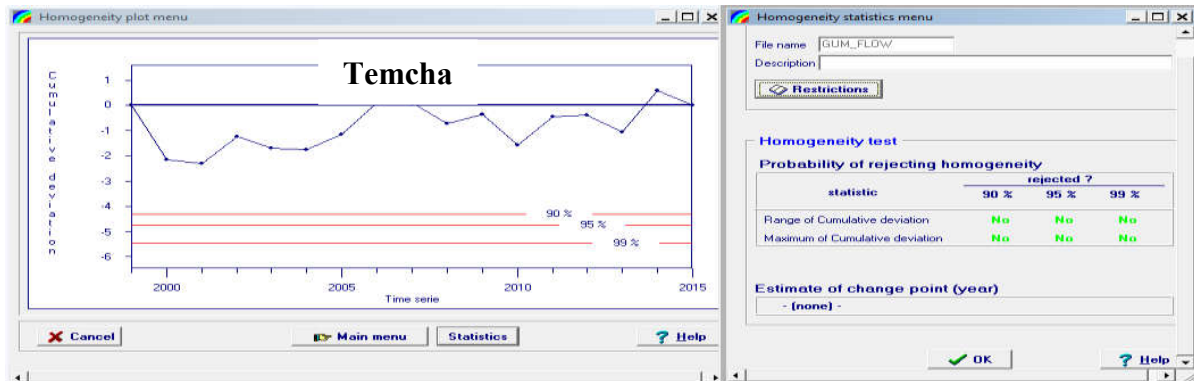 Homogeneity plot menu
Temcha
Cumulative deviation
1
0
-1
-2
-3
-4
-5
-6
90 %
95 %
99 %
2000 2005 2010 2015
Time serie
Cancel Main menu Statistics Help
Homogeneity statistics menu
File name GUM_FLOW
Description
Restrictions
Homogeneity test
Probability of rejecting homogeneity
rejected ?
statistic 90 % 95 % 99 %
Range of Cumulative deviation No No No
Maximum of Cumulative deviation No No No
Estimate of change point (year)
- (none) -
OK Help